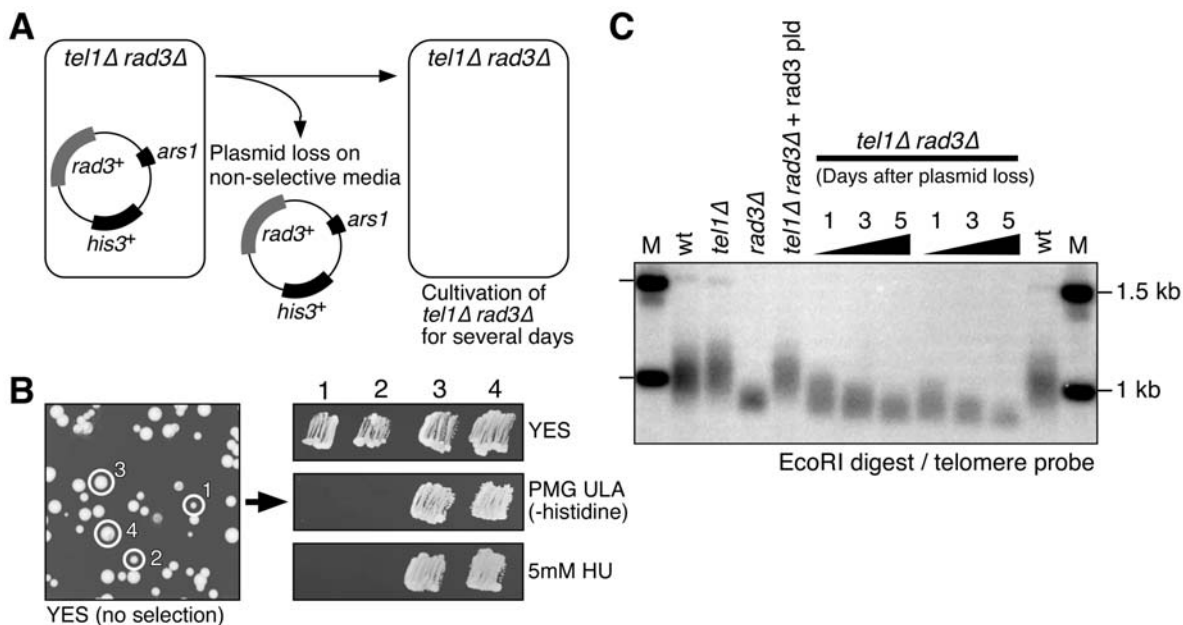 A
tel1Δ rad3Δ
rad3⁺
ars1
his3⁺
Plasmid loss on
non-selective media
rad3⁺
ars1
his3⁺
tel1Δ rad3Δ
Cultivation of
tel1Δ rad3Δ
for several days
B
3
1
4
2
YES (no selection)
1 2 3 4
YES
PMG ULA
(-histidine)
5mM HU
C
M
wt
tel1Δ
rad3Δ
tel1Δ rad3Δ + rad3 pld
tel1Δ rad3Δ
(Days after plasmid loss)
1 3 5 1 3 5
wt
M
1.5 kb
1 kb
EcoRI digest / telomere probe